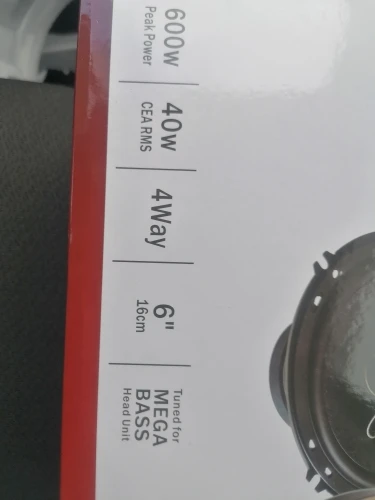 600w
Peak Power
40w
CEA RMS
4Way
6"
16cm
Tuned for
MEGA
BASS
Head Unit